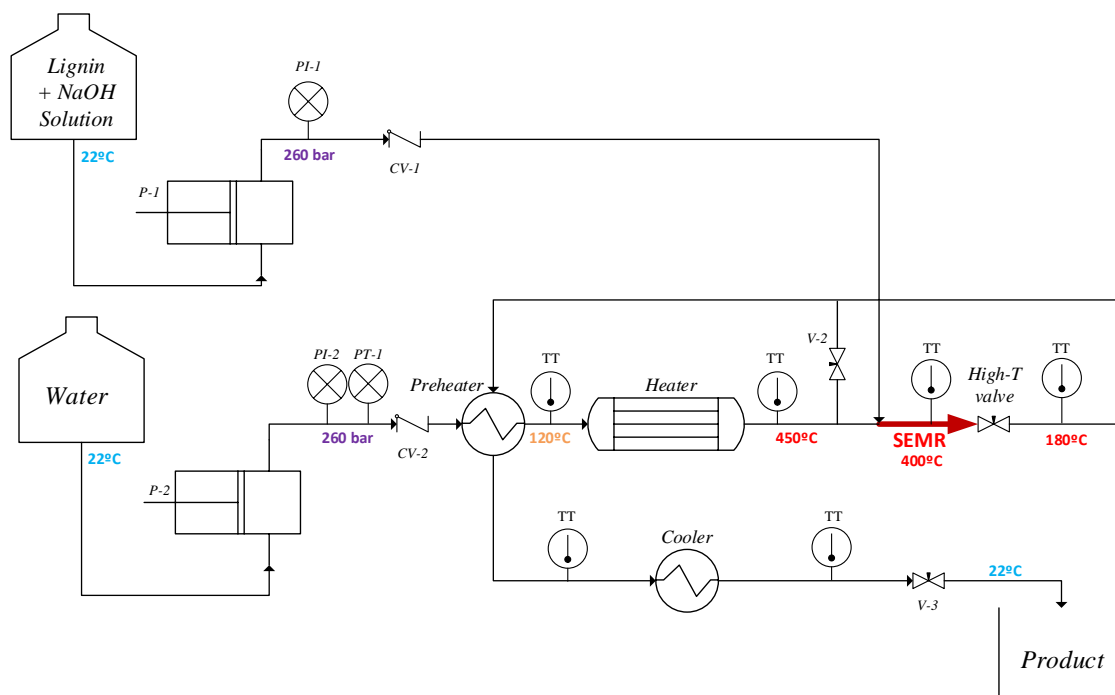 Lignin
+ NaOH
Solution
22ºC
PI-1
260 bar
CV-1
P-1
Water
22ºC
PI-2
PT-1
260 bar
CV-2
P-2
Preheater
TT
120ºC
Heater
TT
450ºC
V-2
TT
SEMR
400ºC
High-T
valve
TT
180ºC
TT
Cooler
TT
V-3
22ºC
Product